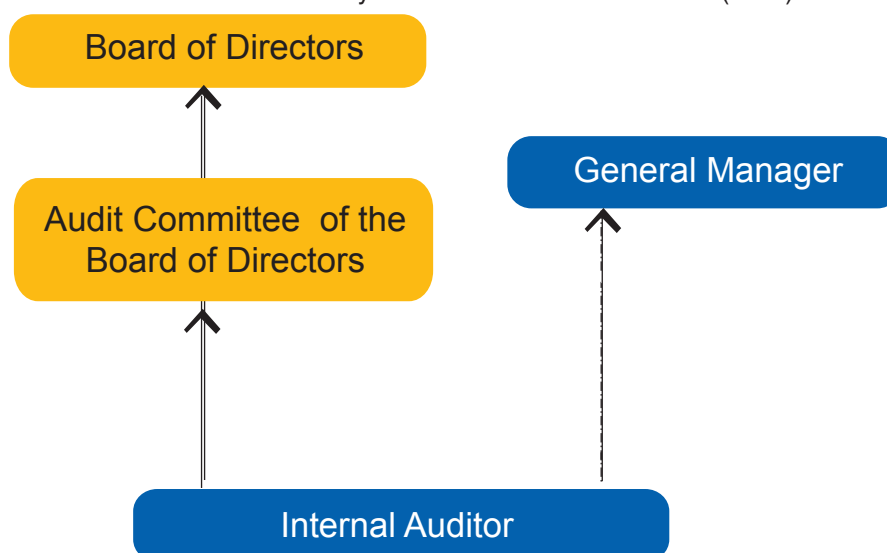 Board of Directors
General Manager
Audit Committee of the
Board of Directors
Internal Auditor